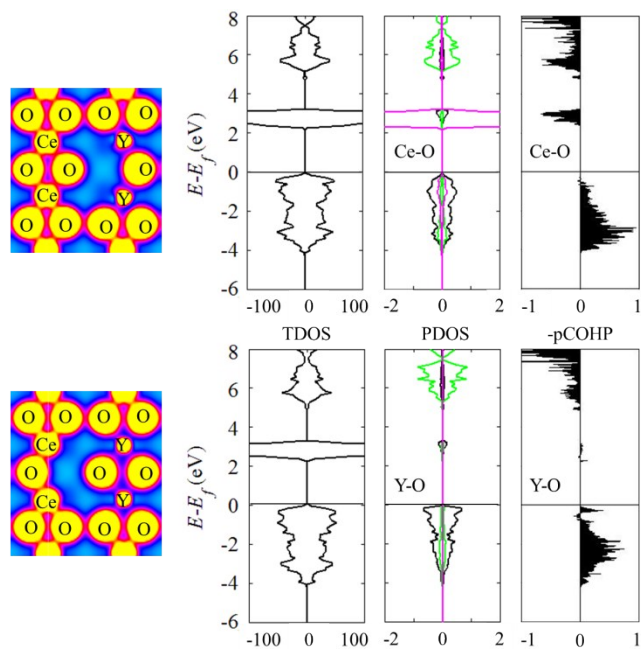 8
6
4
2
0
-2
-4
-6
E-E_f (eV)
O O O O
Ce Y
O O O
Ce Y
O O O O
Ce-O
Ce-O
-100 0 100
-2 0 2
-1 0 1
TDOS PDOS -pCOHP
8
6
4
2
0
-2
-4
-6
E-E_f (eV)
O O O O
Ce Y
O O O
Ce Y
O O O O
Y-O
Y-O
-100 0 100
-2 0 2
-1 0 1